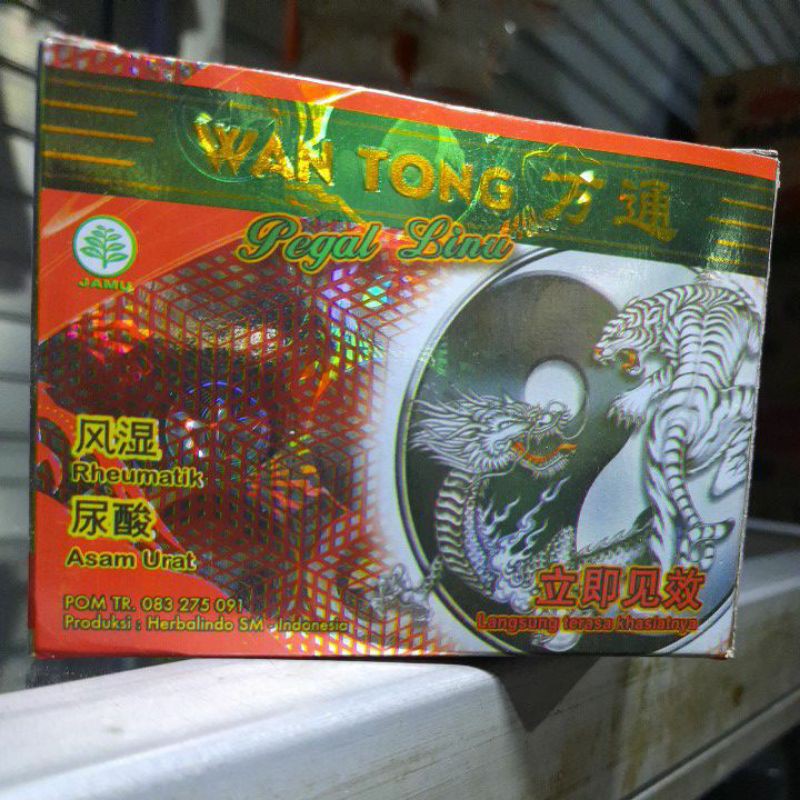 WAN TONG 万通
Pegal Linu
JAMU
风湿
Rheumatik
尿酸
Asam Urat
POM TR. 083 275 091
Produksi : Herbalindo SM - Indonesia
立即见效
Langsung terasa khasiatnya